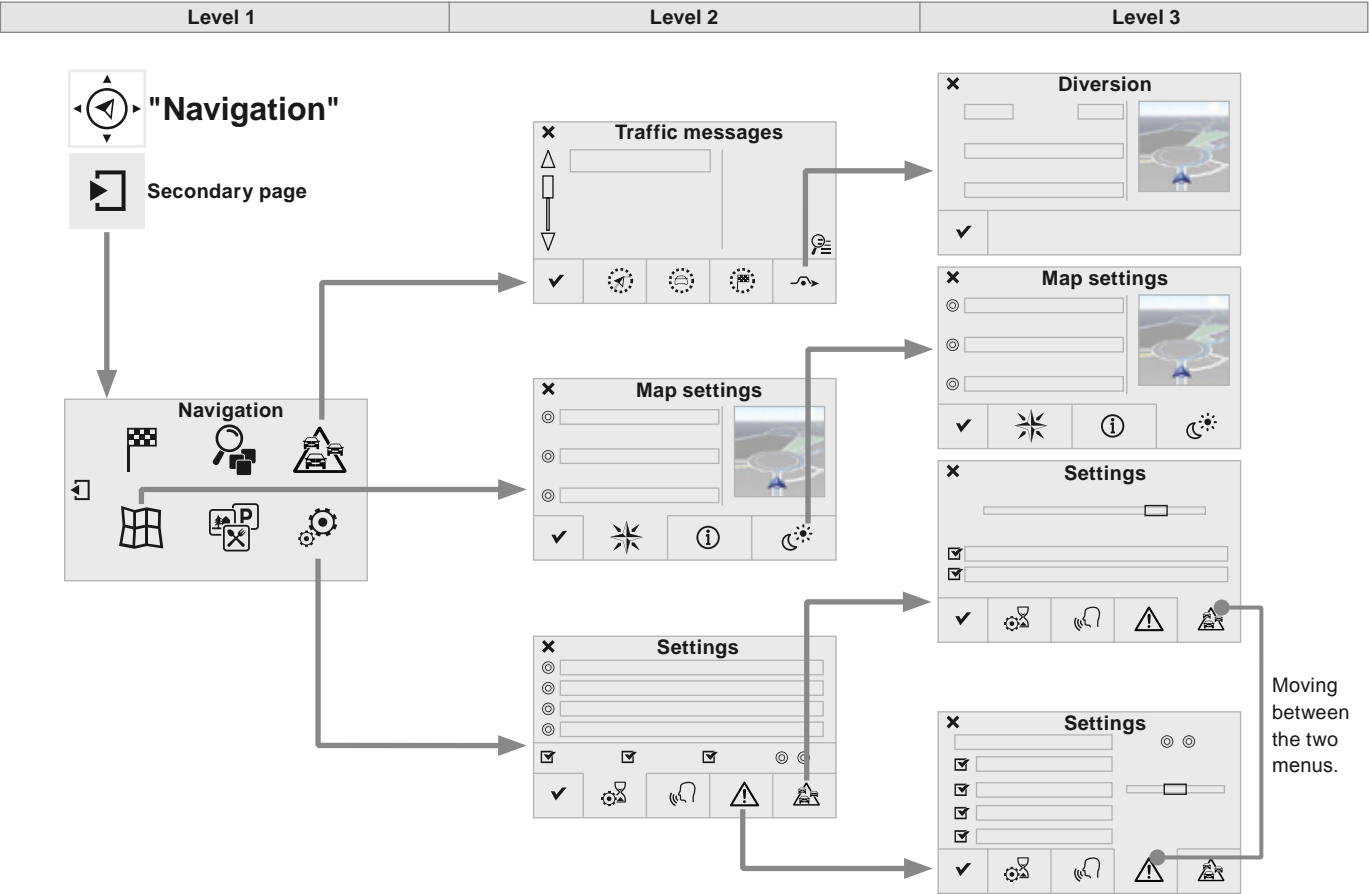 Level 1
Level 2
Level 3
"Navigation"
Secondary page
Navigation
P
Traffic messages
Map settings
Settings
Diversion
Map settings
Settings
Settings
Moving
between
the two
menus.